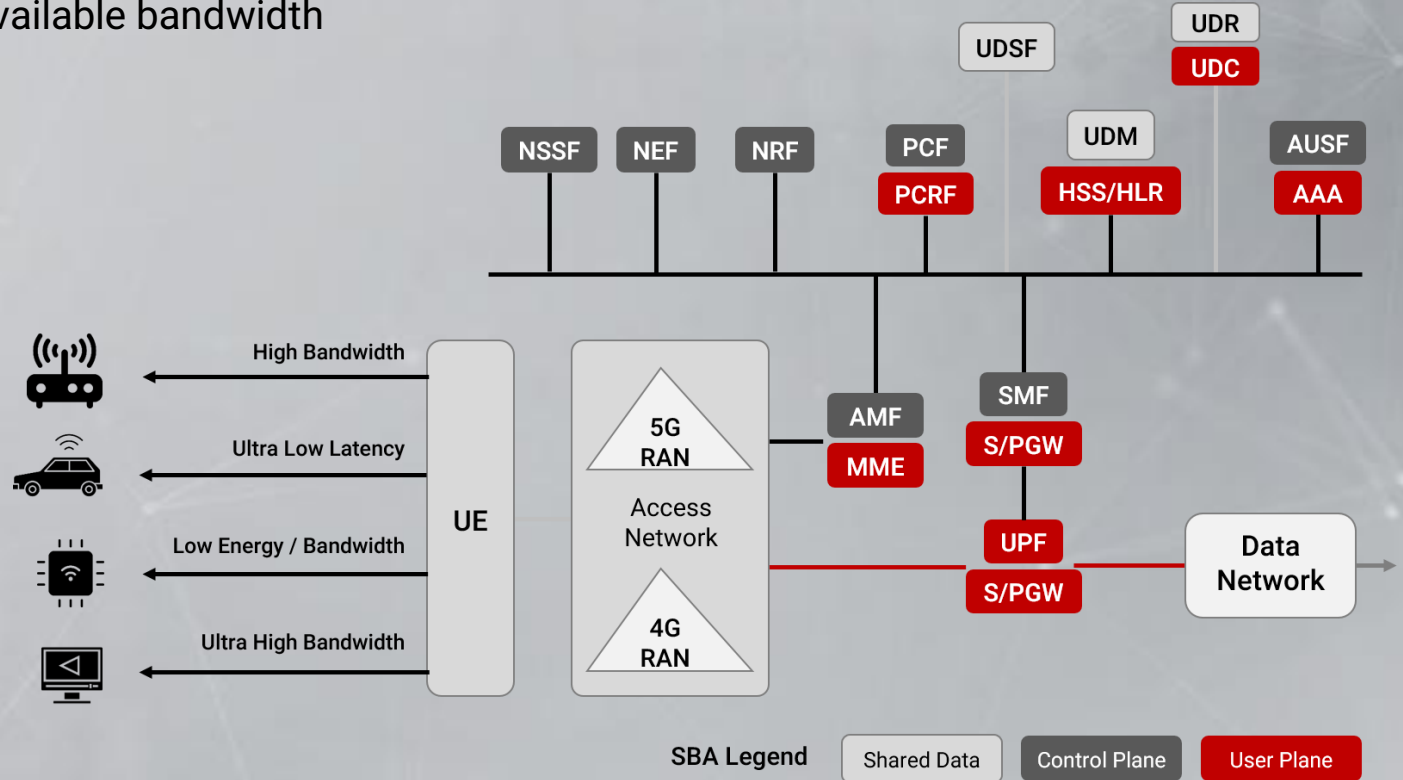 vailable bandwidth
UDR
UDC
UDSF
NSSF
NEF
NRF
PCF
PCRF
UDM
HSS/HLR
AUSF
AAA
High Bandwidth
Ultra Low Latency
Low Energy / Bandwidth
Ultra High Bandwidth
UE
5G
RAN
Access
Network
4G
RAN
AMF
MME
SMF
S/PGW
UPF
S/PGW
Data
Network
SBA Legend
Shared Data
Control Plane
User Plane